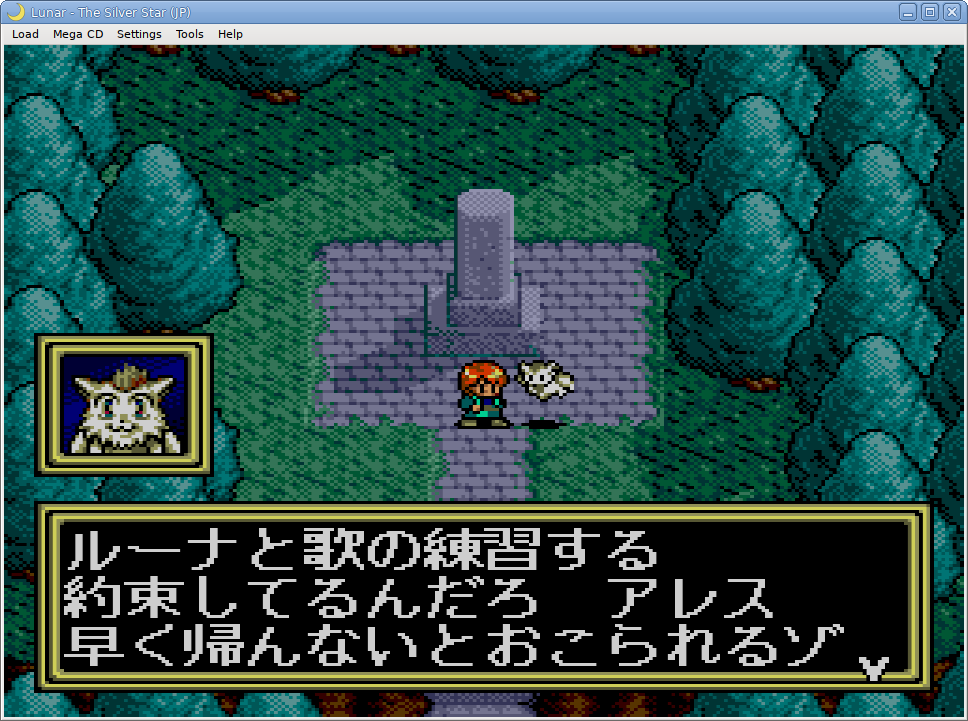 Lunar - The Silver Star (JP)
Load Mega CD Settings Tools Help
ルーナと歌の練習する
約束してるんだろ　アレス
早く帰んないとおこられるゾ